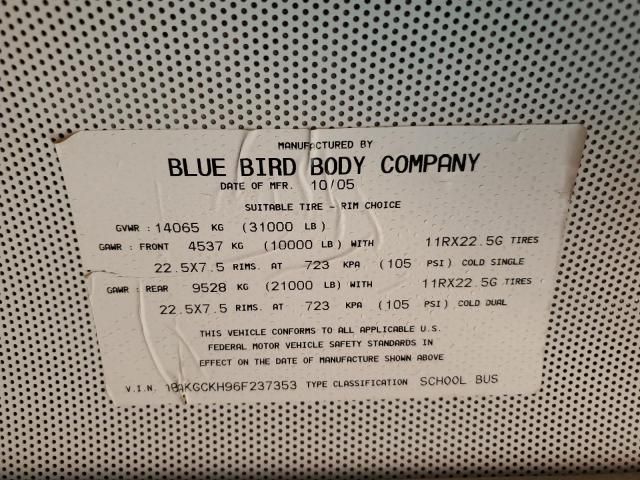 MANUFACTURED BY
BLUE BIRD BODY COMPANY
DATE OF MFR. 10/05
SUITABLE TIRE - RIM CHOICE
GVWR : 14065 KG (31000 LB)
GAWR : FRONT 4537 KG (10000 LB) WITH 11RX22.5G TIRES
22.5X7.5 RIMS. AT 723 KPA (105 PSI) COLD SINGLE
GAWR : REAR 9528 KG (21000 LB) WITH 11RX22.5G TIRES
22.5X7.5 RIMS. AT 723 KPA (105 PSI) COLD DUAL
THIS VEHICLE CONFORMS TO ALL APPLICABLE U.S.
FEDERAL MOTOR VEHICLE SAFETY STANDARDS IN
EFFECT ON THE DATE OF MANUFACTURE SHOWN ABOVE
V.I.N. 1BAKGCKH96F237353 TYPE CLASSIFICATION SCHOOL BUS